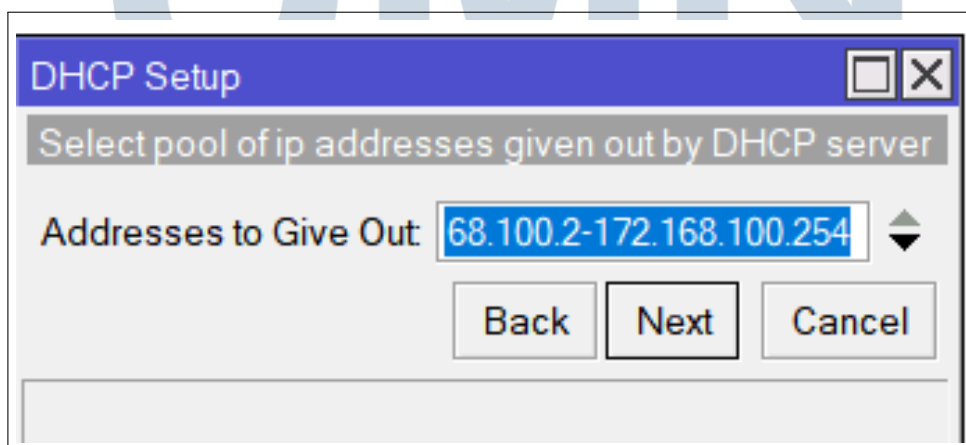 DHCP Setup
Select pool of ip addresses given out by DHCP server
Addresses to Give Out: 68.100.2-172.168.100.254
Back Next Cancel